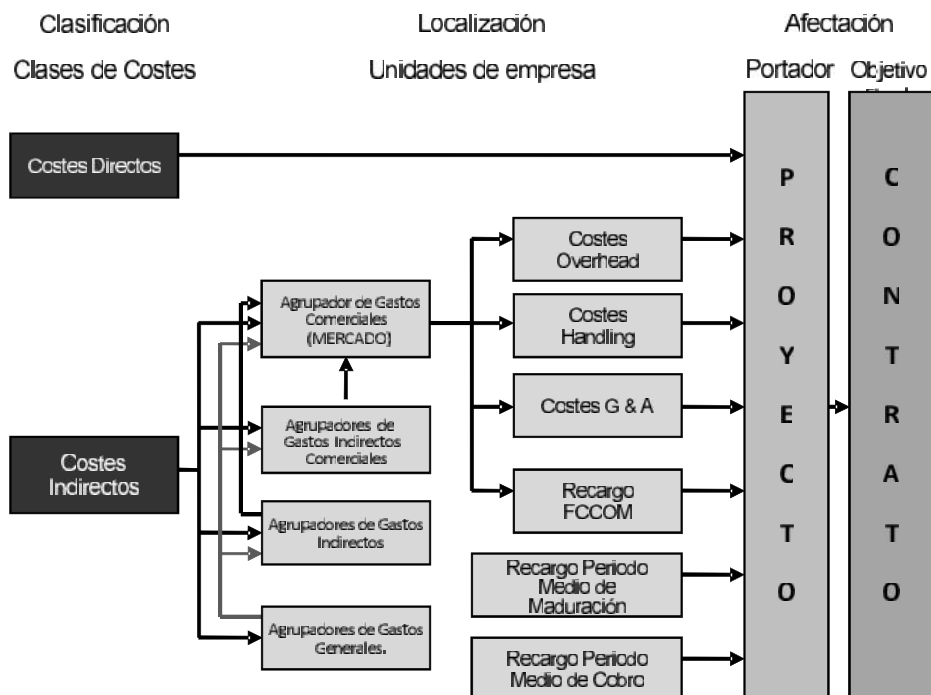 Clasificación
Localización
Afectación
Clases de Costes
Unidades de empresa
Portador
Objetivo
Costes Directos
Costes
Overhead
Agrupador de Gastos
Comerciales
(MERCADO)
Costes
Handling
Costes G & A
Agrupadores de
Gastos Indirectos
Comerciales
Costes
Indirectos
Recargo
FCCOM
Agrupadores de Gastos
Indirectos
Recargo Periodo
Medio de
Maduración
Agrupadores de Gastos
Generales.
Recargo Periodo
Medio de Cobro
P
R
O
Y
E
C
T
O
C
O
N
T
R
A
T
O